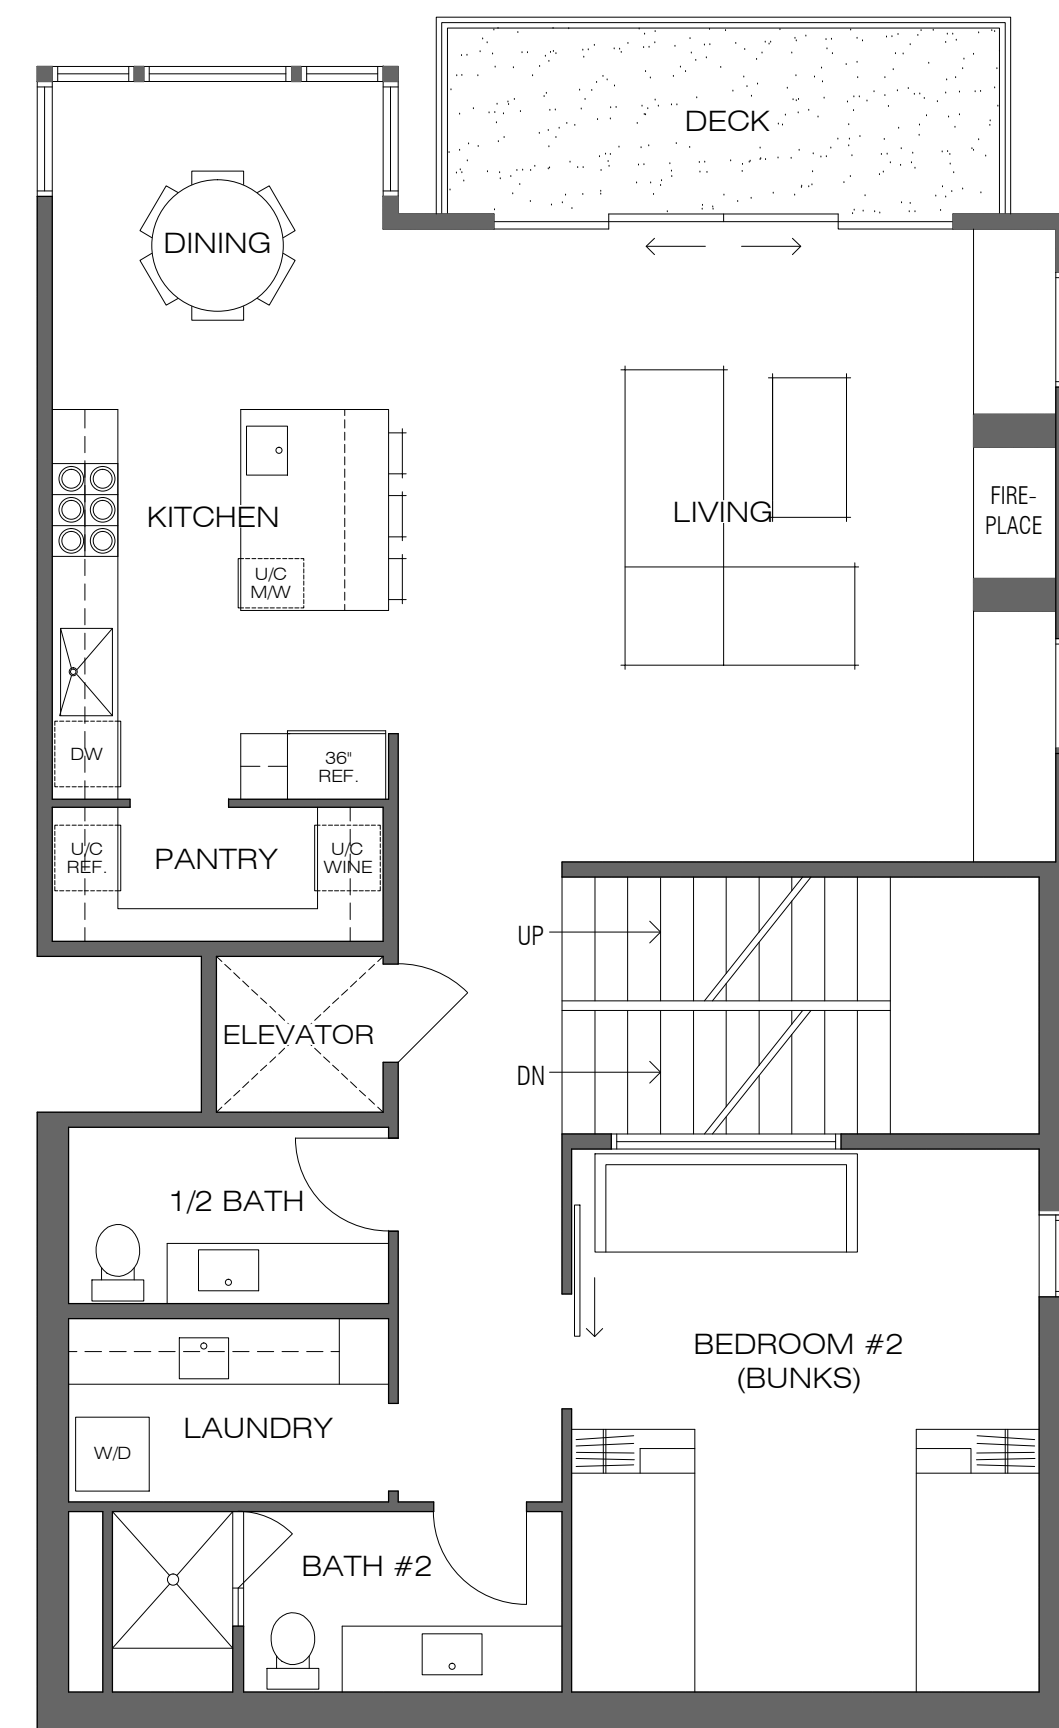 DECK
DINING
KITCHEN
U/C
M/W
LIVING
FIRE-
PLACE
DW
36"
REF.
U/C
REF.
PANTRY
U/C
WINE
UP
ELEVATOR
DN
1/2 BATH
BEDROOM #2
(BUNKS)
LAUNDRY
W/D
BATH #2